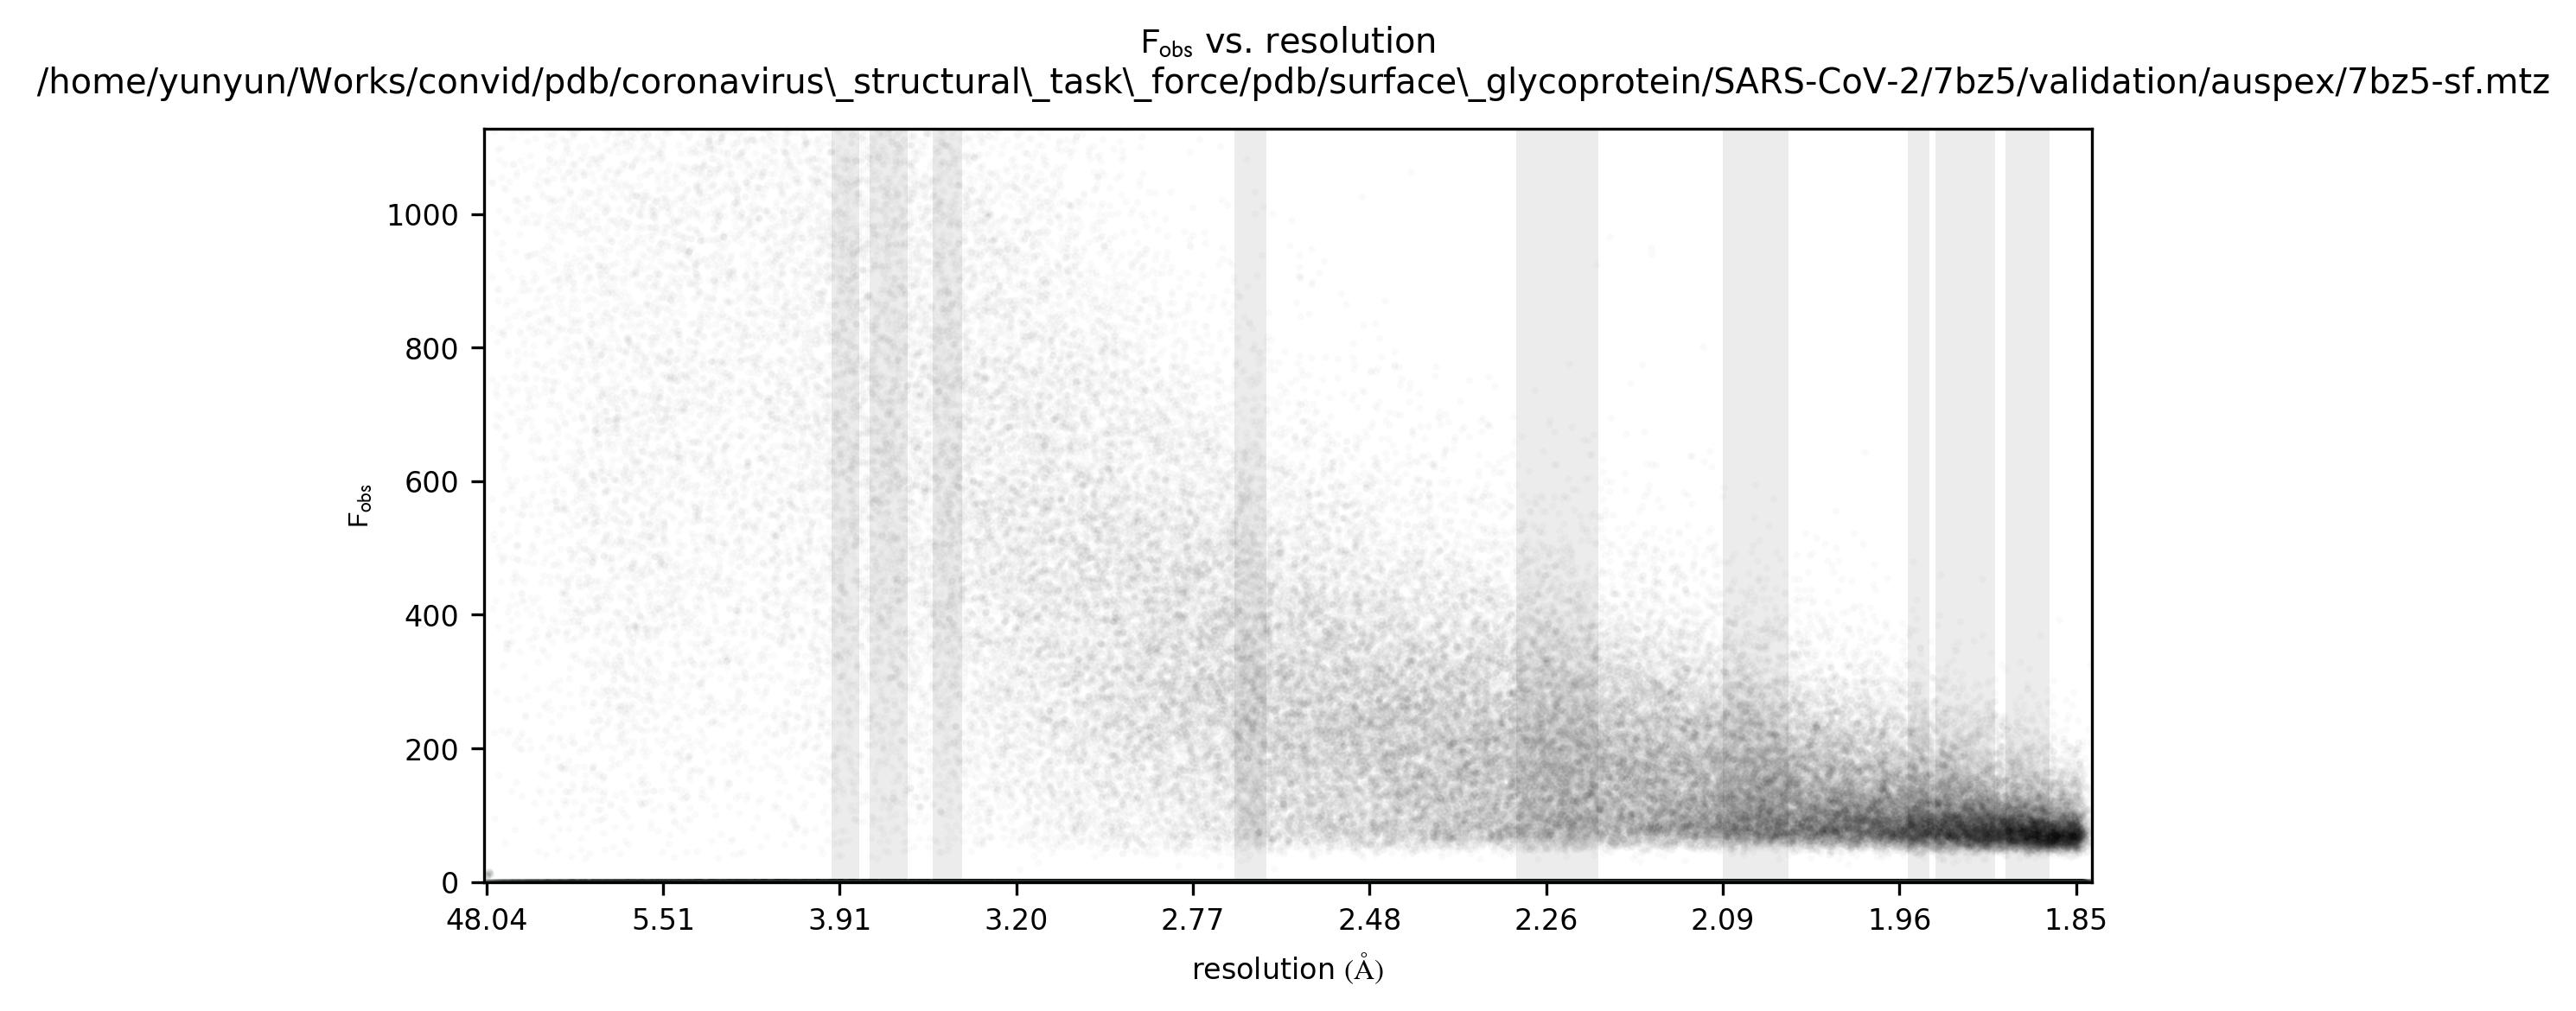 F_obs vs. resolution
/home/yunyun/Works/convid/pdb/coronavirus\_structural\_task\_force/pdb/surface\_glycoprotein/SARS-CoV-2/7bz5/validation/auspex/7bz5-sf.mtz
1000
800
600
400
200
0
F_obs
48.04 5.51 3.91 3.20 2.77 2.48 2.26 2.09 1.96 1.85
resolution (Å)